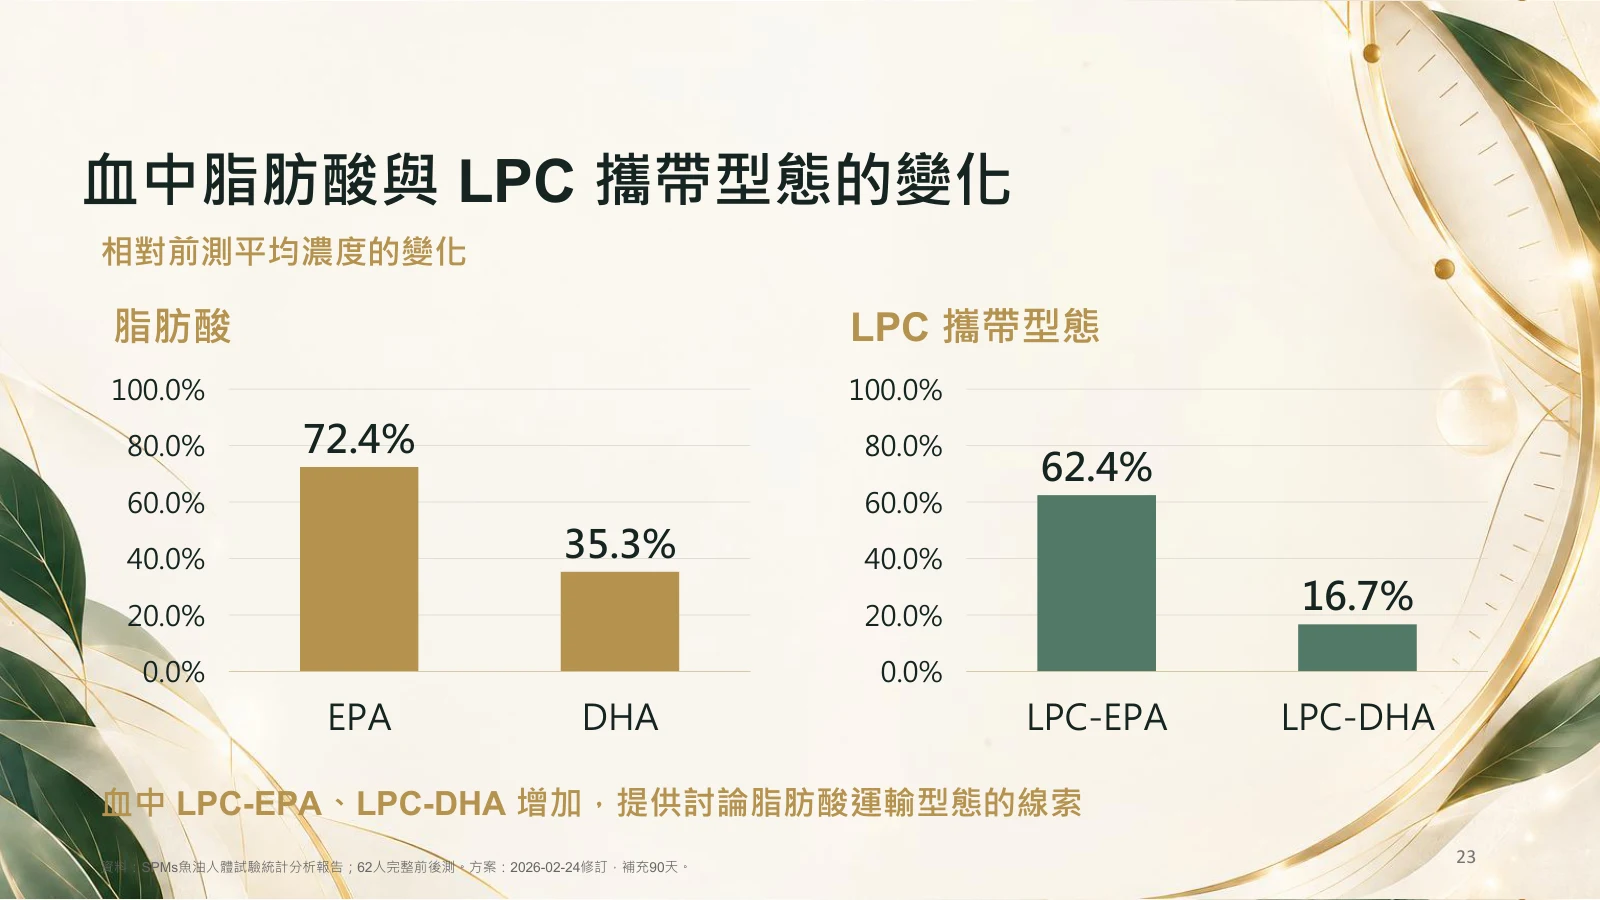 血中脂肪酸與 LPC 攜帶型態的變化
相對前測平均濃度的變化
脂肪酸
100.0%
80.0%
60.0%
40.0%
20.0%
0.0%
72.4%
35.3%
EPA
DHA
LPC 攜帶型態
100.0%
80.0%
60.0%
40.0%
20.0%
0.0%
62.4%
16.7%
LPC-EPA
LPC-DHA
血中 LPC-EPA、LPC-DHA 增加，提供討論脂肪酸運輸型態的線索
資料：SPMs魚油人體試驗統計分析報告；62人完整前後測。方案：2026-02-24修訂，補充90天。
23